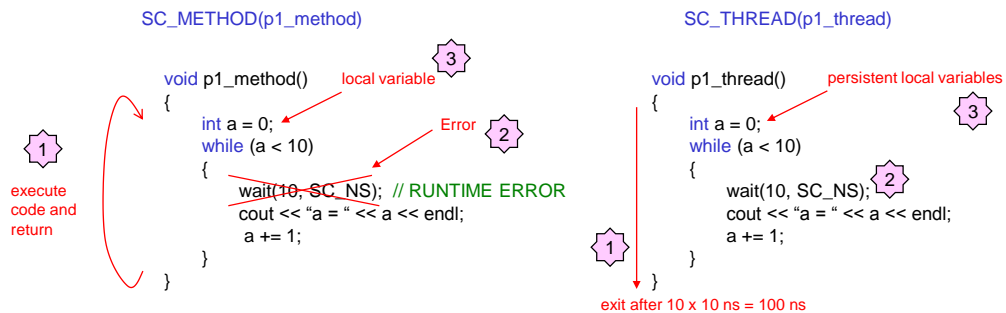 SC_METHOD(p1_method)
3
void p1_method()
local variable
{
int a = 0;
Error
2
while (a < 10)
1
{
execute
code and
return
wait(10, SC_NS); // RUNTIME ERROR
cout << “a = “ << a << endl;
a += 1;
}
}
SC_THREAD(p1_thread)
void p1_thread()
persistent local variables
3
{
int a = 0;
while (a < 10)
{
wait(10, SC_NS);
2
cout << “a = “ << a << endl;
a += 1;
1
}
}
exit after 10 x 10 ns = 100 ns